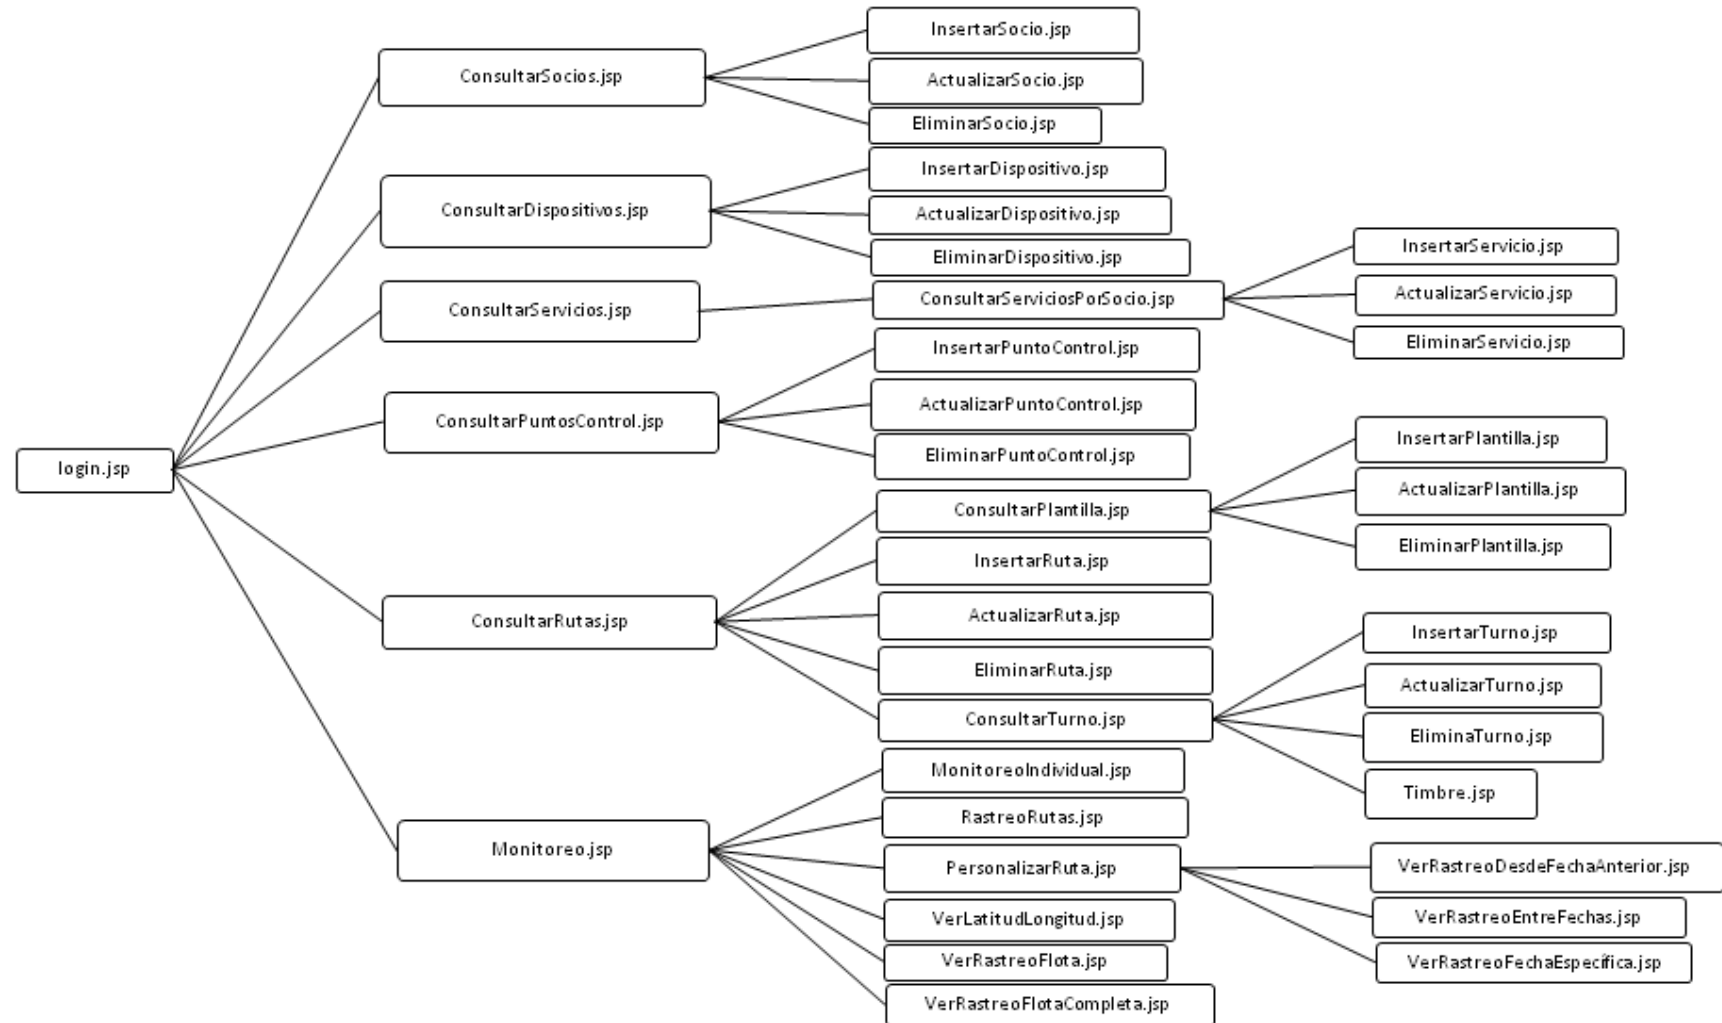 login.jsp
ConsultarSocios.jsp
InsertarSocio.jsp
ActualizarSocio.jsp
EliminarSocio.jsp
ConsultarDispositivos.jsp
InsertarDispositivo.jsp
ActualizarDispositivo.jsp
EliminarDispositivo.jsp
ConsultarServicios.jsp
ConsultarServiciosPorSocio.jsp
InsertarServicio.jsp
ActualizarServicio.jsp
EliminarServicio.jsp
ConsultarPuntosControl.jsp
InsertarPuntoControl.jsp
ActualizarPuntoControl.jsp
EliminarPuntoControl.jsp
ConsultarRutas.jsp
ConsultarPlantilla.jsp
InsertarPlantilla.jsp
ActualizarPlantilla.jsp
EliminarPlantilla.jsp
InsertarRuta.jsp
ActualizarRuta.jsp
EliminarRuta.jsp
ConsultarTurno.jsp
InsertarTurno.jsp
ActualizarTurno.jsp
EliminaTurno.jsp
Timbre.jsp
Monitoreo.jsp
MonitoreoIndividual.jsp
RastreoRutas.jsp
PersonalizarRuta.jsp
VerRastreoDesdeFechaAnterior.jsp
VerRastreoEntreFechas.jsp
VerRastreoFechaEspecífica.jsp
VerLatitudLongitud.jsp
VerRastreoFlota.jsp
VerRastreoFlotaCompleta.jsp